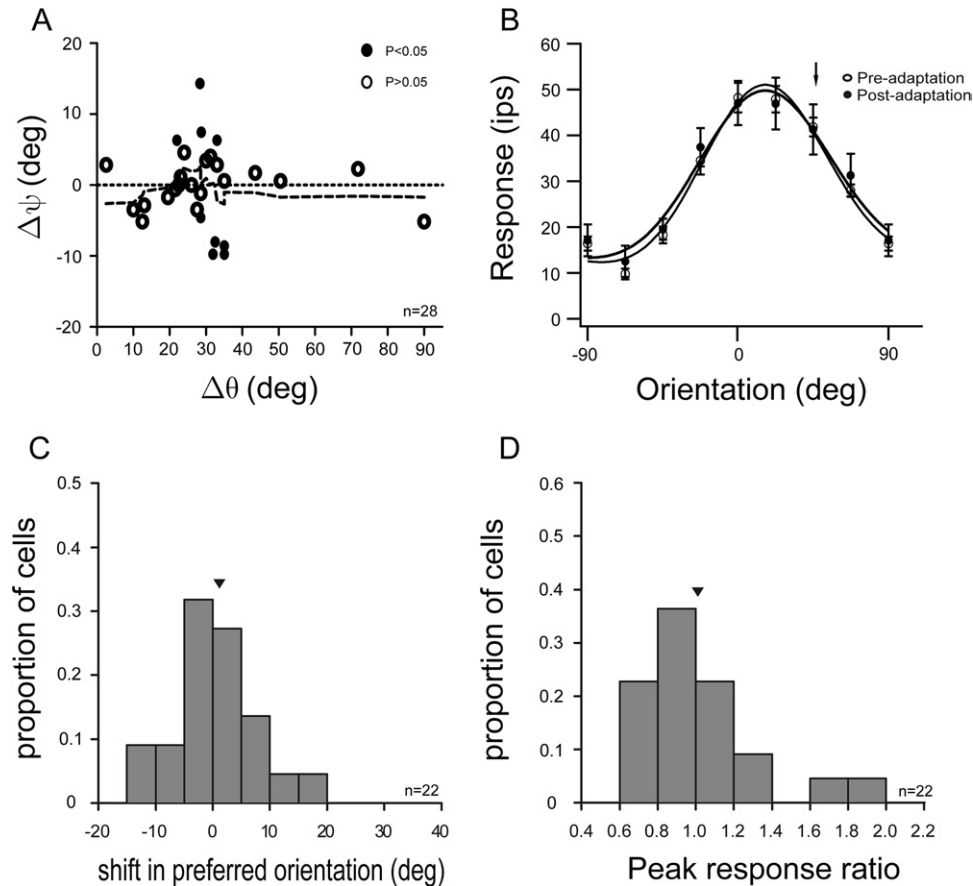 A
20
10
0
-10
-20
Δψ (deg)
P<0.05
P>0.05
n=28
0 10 20 30 40 50 60 70 80 90
Δθ (deg)
B
60
50
40
30
20
10
0
Response (ips)
Pre-adaptation
Post-adaptation
-90 0 90
Orientation (deg)
C
0.5
0.4
0.3
0.2
0.1
0
proportion of cells
n=22
-20 -10 0 10 20 30 40
shift in preferred orientation (deg)
D
0.6
0.5
0.4
0.3
0.2
0.1
0
proportion of cells
n=22
0.4 0.6 0.8 1.0 1.2 1.4 1.6 1.8 2.0 2.2
Peak response ratio